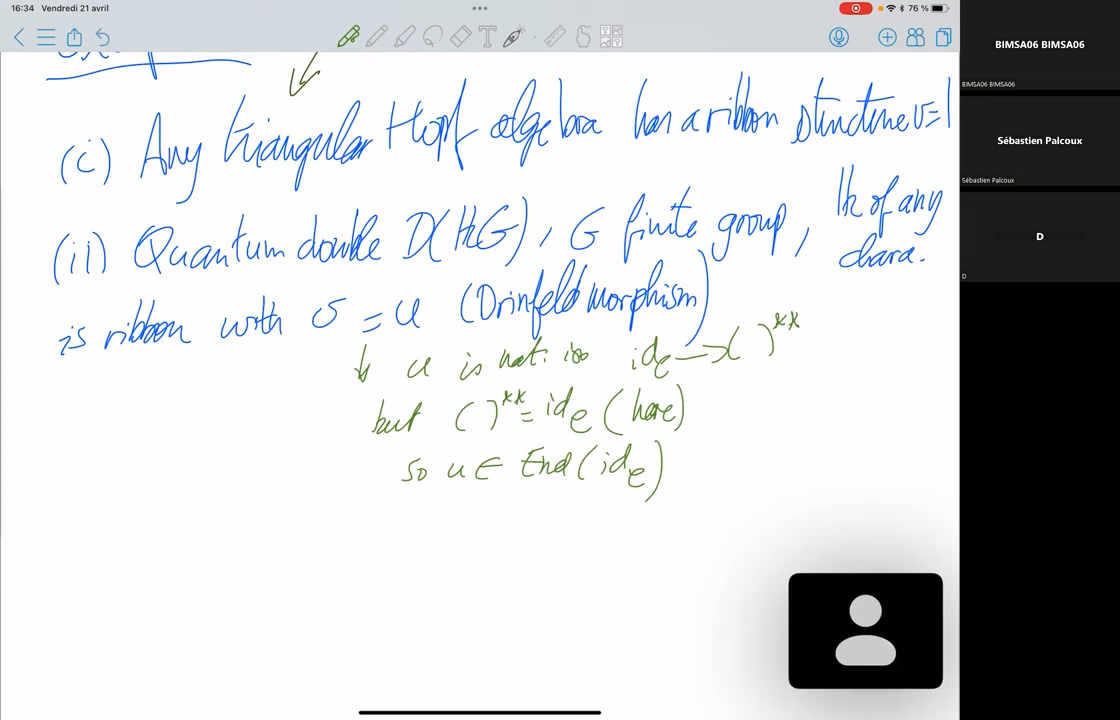 16:34 Vendredi 21 avril
76 %
(i) Any triangular Hopf algebra has a ribbon structure v=1
(ii) Quantum double D(kG), G finite group, k of any chara.
is ribbon with v = u (Drinfeld morphism)
u is nat. iso id_C → ( )**
but ( )** = id_C (here)
so u ∈ End(id_C)
BIMSA06 BIMSA06
BIMSA06 BIMSA06
Sébastien Palcoux
Sébastien Palcoux
D
D